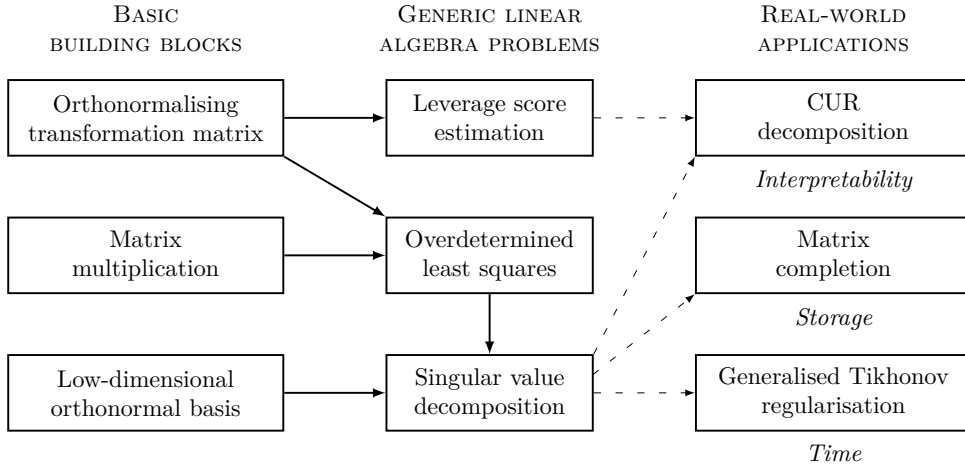 BASIC
BUILDING BLOCKS
GENERIC LINEAR
ALGEBRA PROBLEMS
REAL-WORLD
APPLICATIONS
Orthonormalising
transformation matrix
Leverage score
estimation
CUR
decomposition
Interpretability
Matrix
multiplication
Overdetermined
least squares
Matrix
completion
Storage
Low-dimensional
orthonormal basis
Singular value
decomposition
Generalised Tikhonov
regularisation
Time